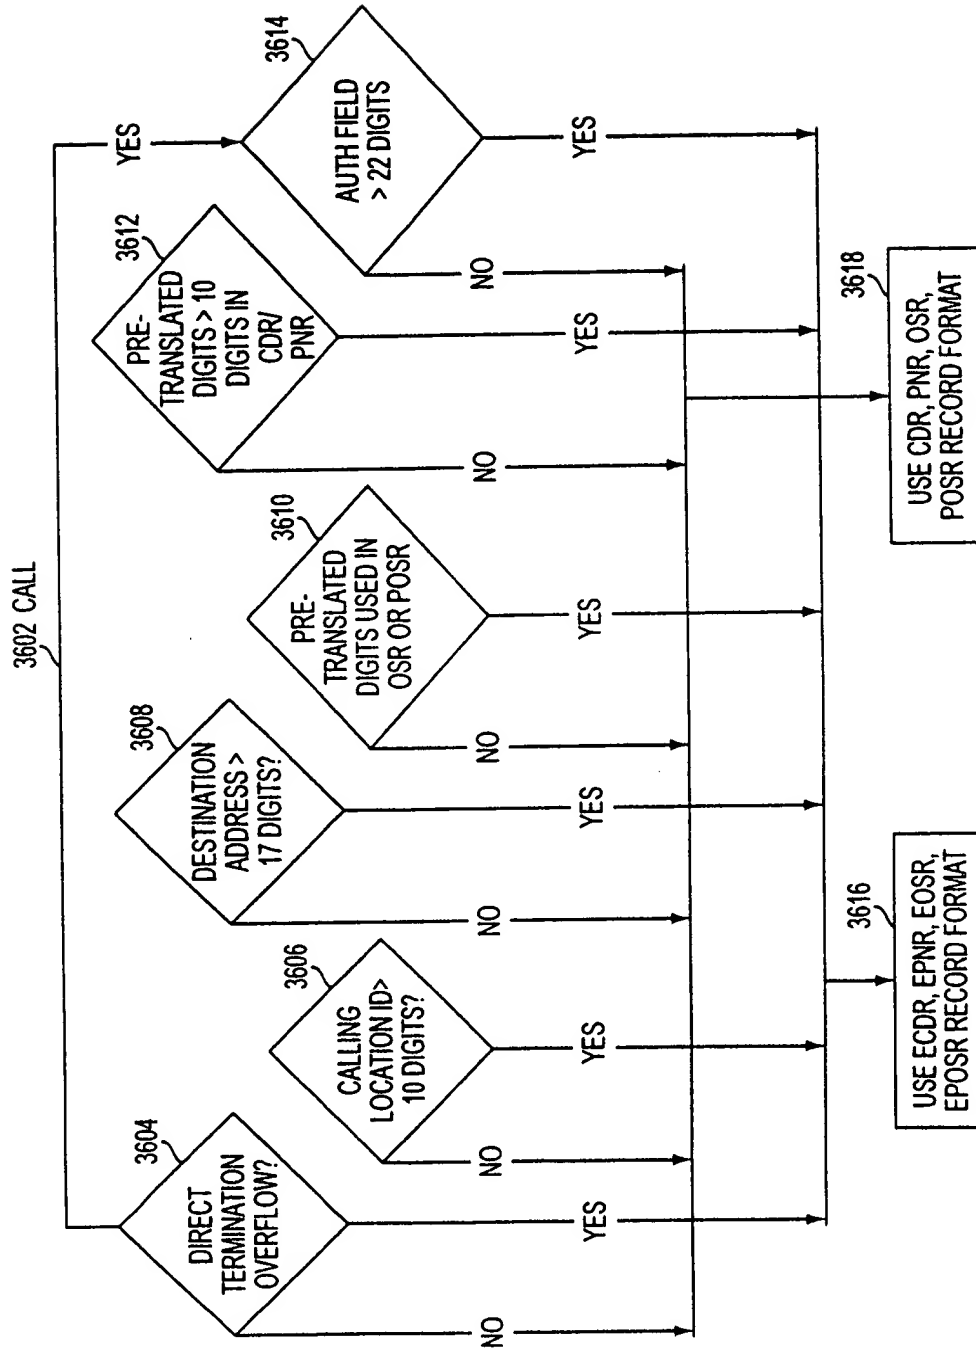 3602 CALL
3604
DIRECT
TERMINATION
OVERFLOW?
NO
YES
3606
CALLING
LOCATION ID>
10 DIGITS?
NO
YES
3608
DESTINATION
ADDRESS >
17 DIGITS?
NO
YES
3610
PRE-
TRANSLATED
DIGITS USED IN
OSR OR POSR
NO
YES
3612
PRE-
TRANSLATED
DIGITS > 10
DIGITS IN
CDR/
PNR
NO
YES
YES
3614
AUTH FIELD
> 22 DIGITS
NO
YES
3616
USE ECDR, EPNR, EOSR,
EPOSR RECORD FORMAT
3618
USE CDR, PNR, OSR,
POSR RECORD FORMAT